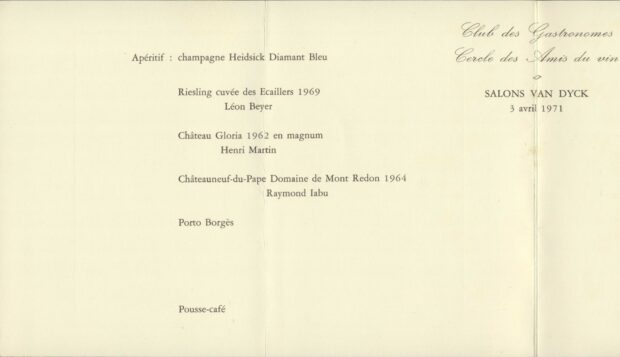 Apéritif : champagne Heidsick Diamant Bleu
Riesling cuvée des Ecaillers 1969
Léon Beyer
Château Gloria 1962 en magnum
Henri Martin
Châteauneuf-du-Pape Domaine de Mont Redon 1964
Raymond Iabu
Porto Borgès
Pousse-café
Club des Gastronomes
Cercle des Amis du vin
SALONS VAN DYCK
3 avril 1971